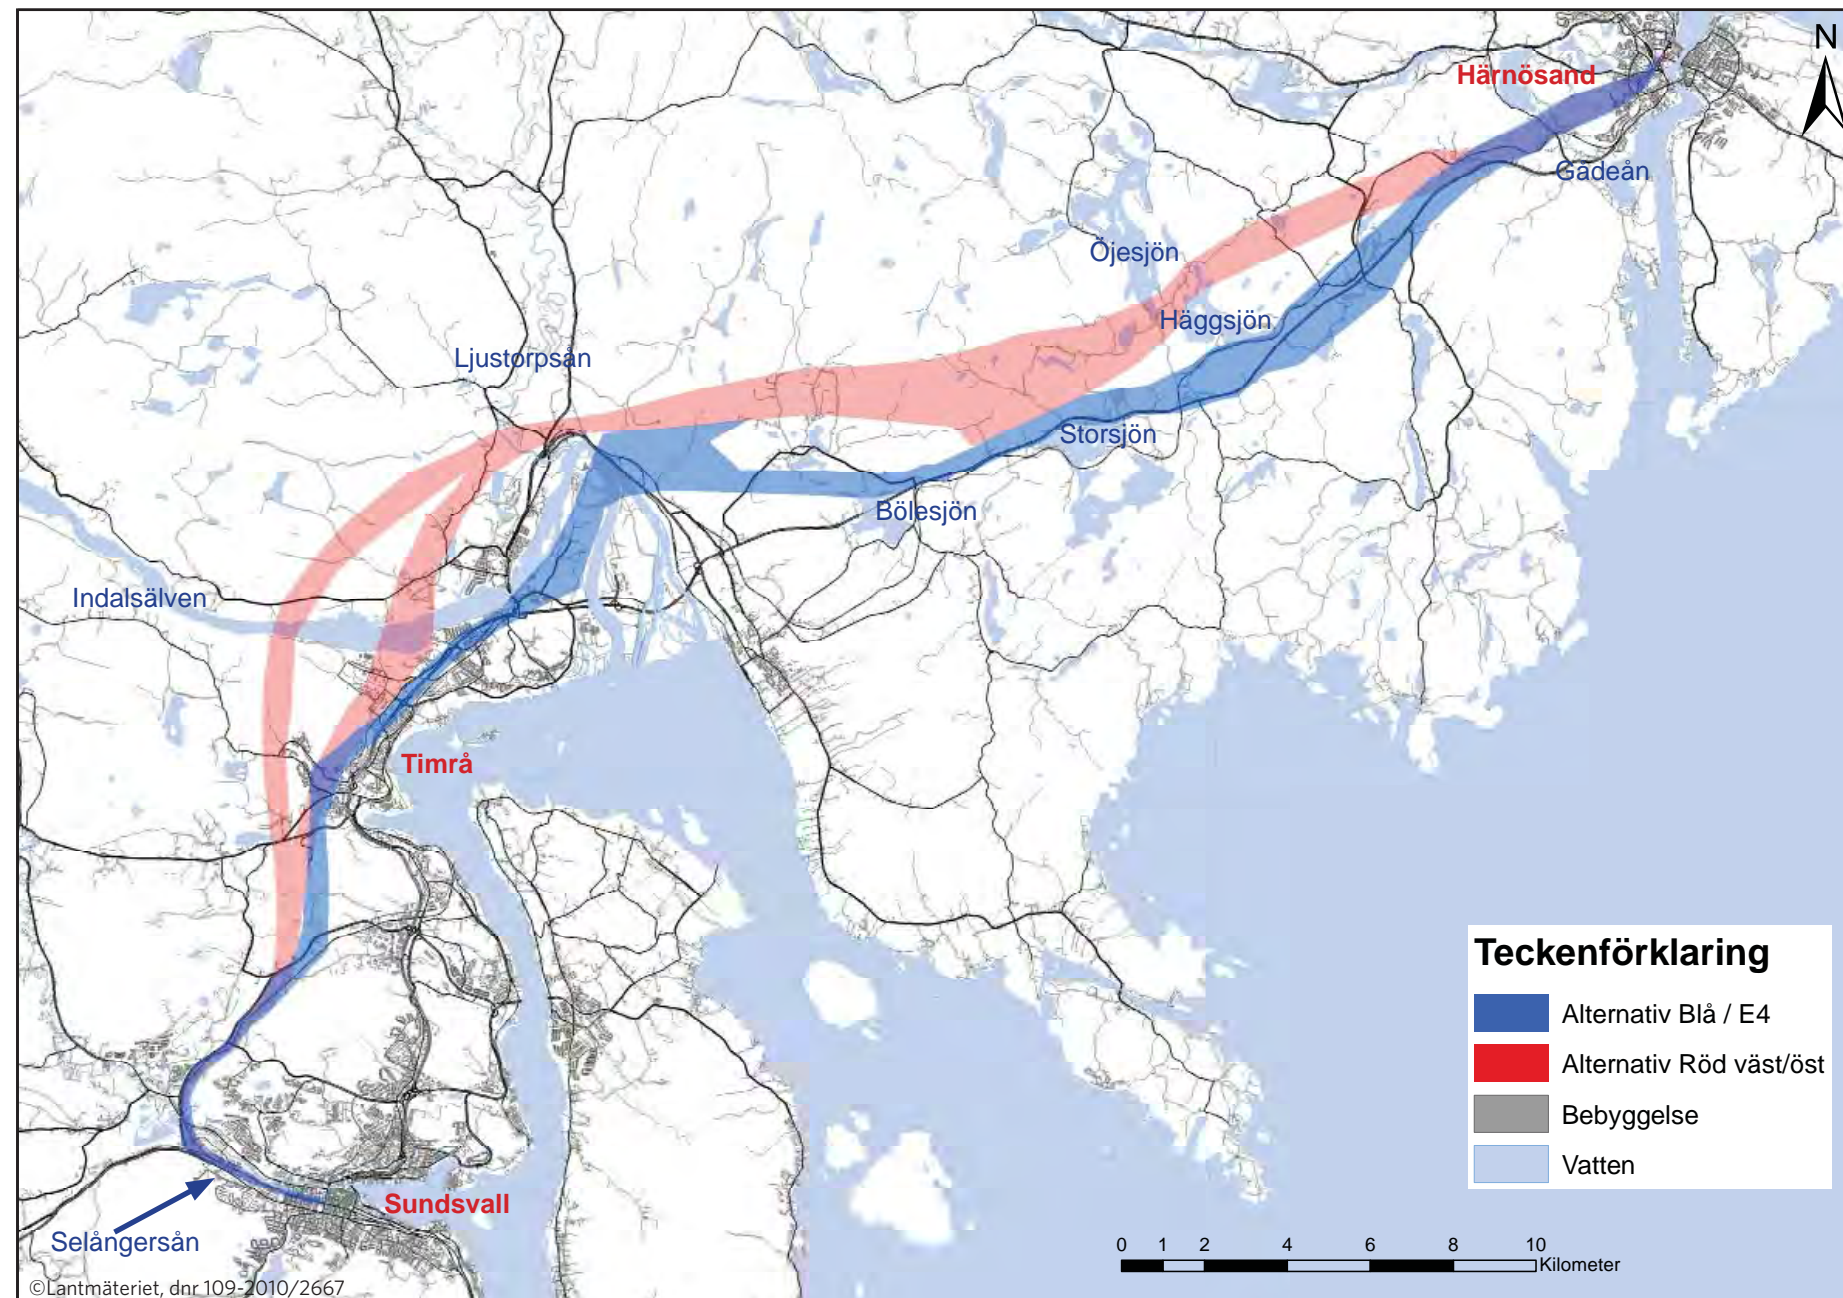 N
Härnösand
Gådeån
Öjesjön
Häggsjön
Ljustorpsån
Storsjön
Bölesjön
Indalsälven
Timrå
Teckenförklaring
Alternativ Blå / E4
Alternativ Röd väst/öst
Bebyggelse
Vatten
Sundsvall
Selångersån
0 1 2 4 6 8 10
Kilometer
©Lantmäteriet, dnr 109-2010/2667